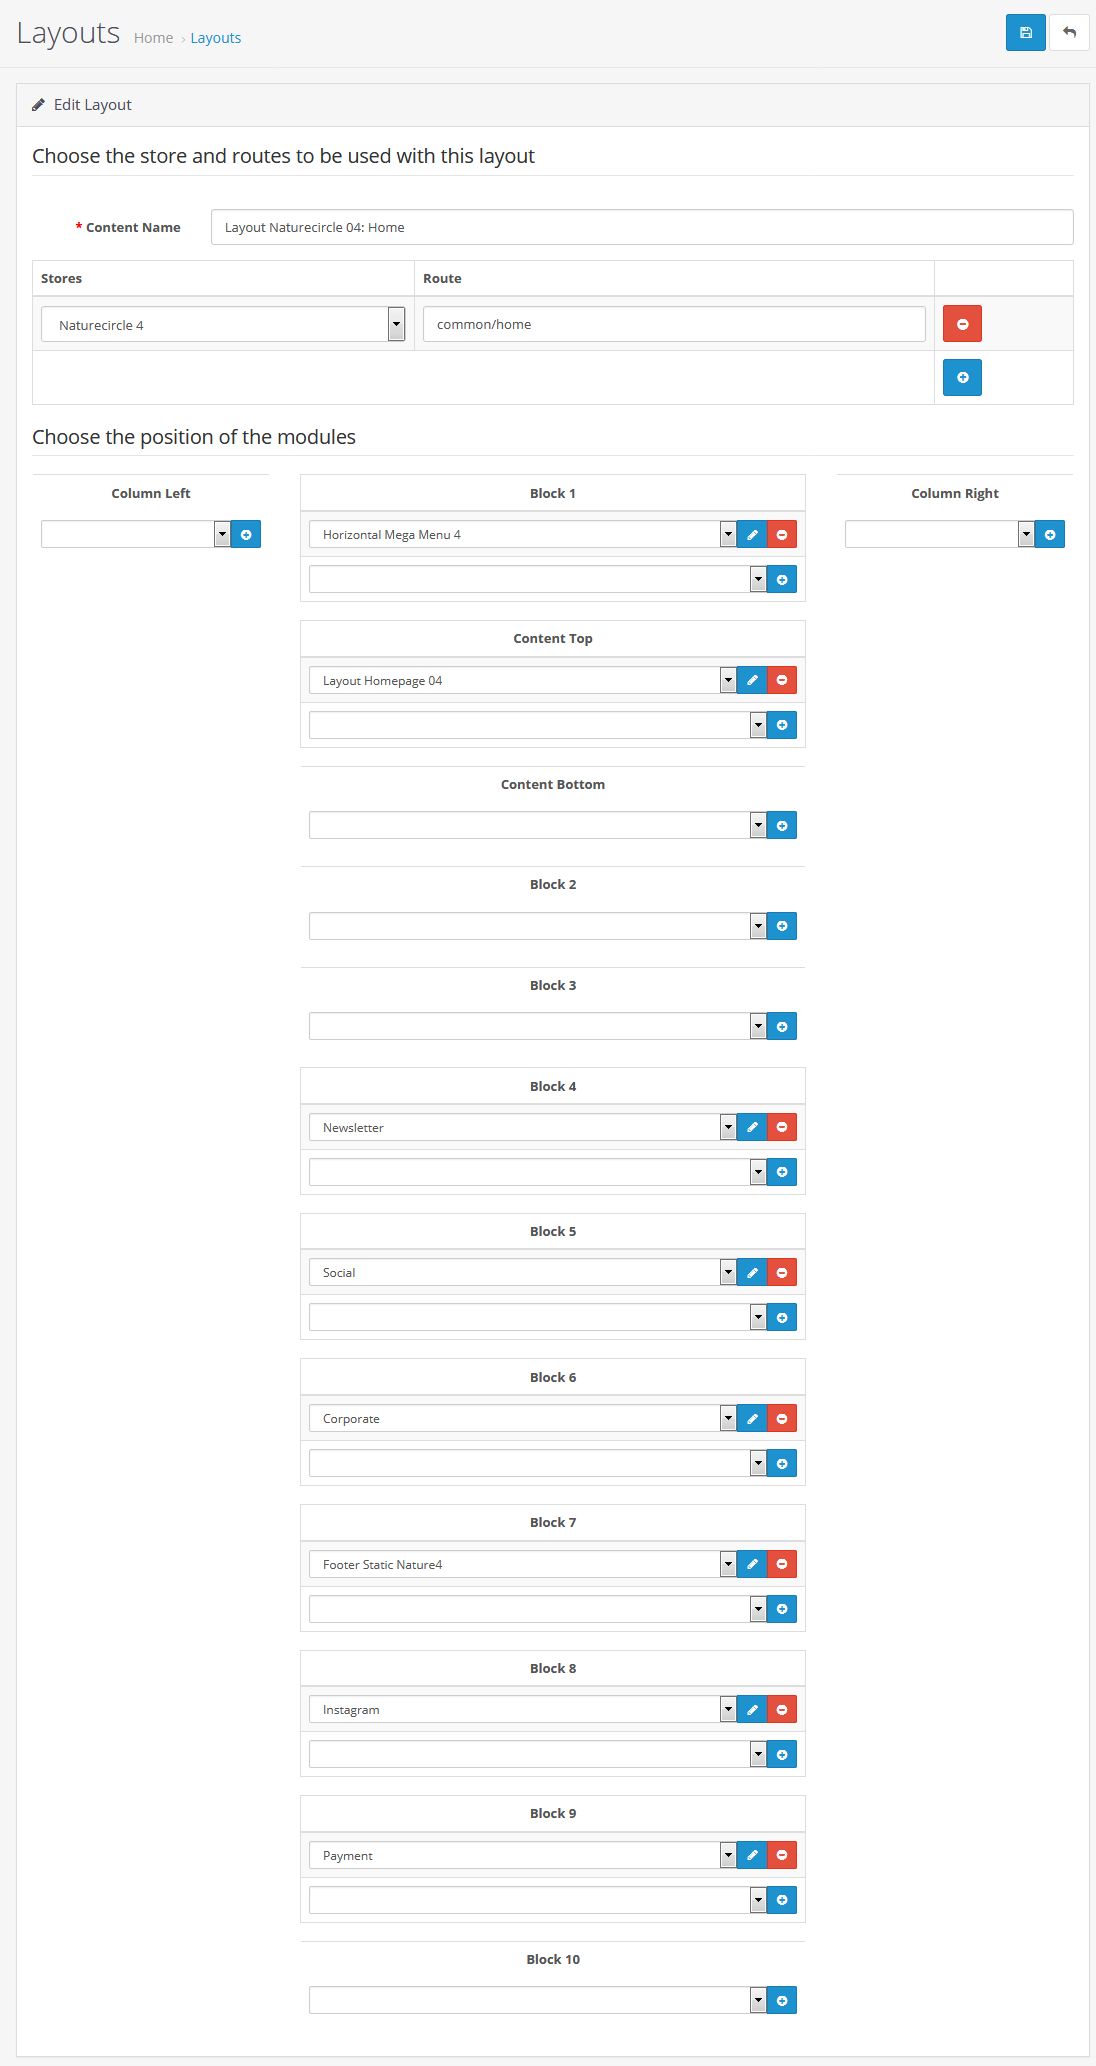 Layouts Home › Layouts
Edit Layout
Choose the store and routes to be used with this layout
* Content Name Layout Naturecircle 04: Home
Stores Route
Naturecircle 4 common/home
Choose the position of the modules
Column Left Block 1 Column Right
Horizontal Mega Menu 4
Content Top
Layout Homepage 04
Content Bottom
Block 2
Block 3
Block 4
Newsletter
Block 5
Social
Block 6
Corporate
Block 7
Footer Static Nature4
Block 8
Instagram
Block 9
Payment
Block 10